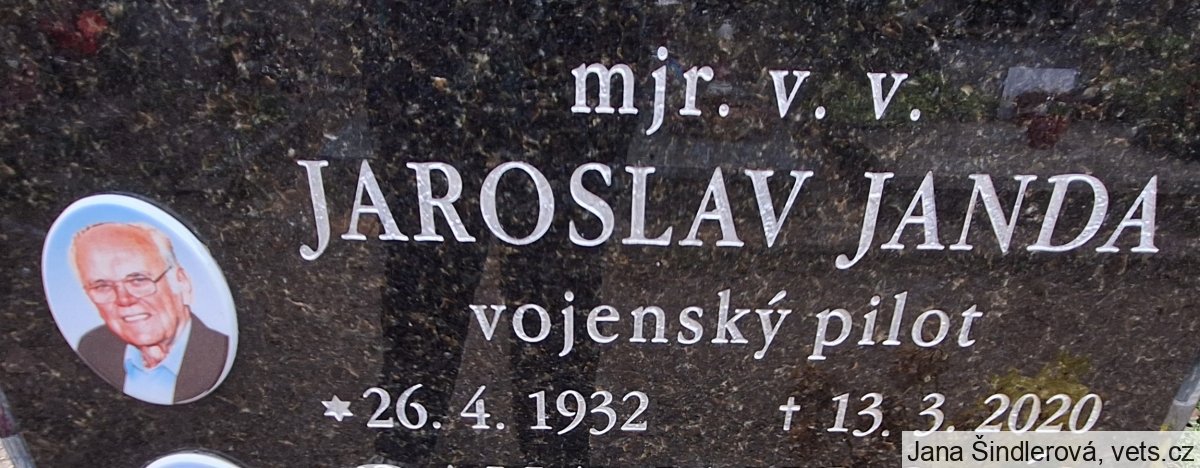 mjr. v. v.
JAROSLAV JANDA
vojenský pilot
* 26. 4. 1932 † 13. 3. 2020
Jana Šindlerová, vets.cz